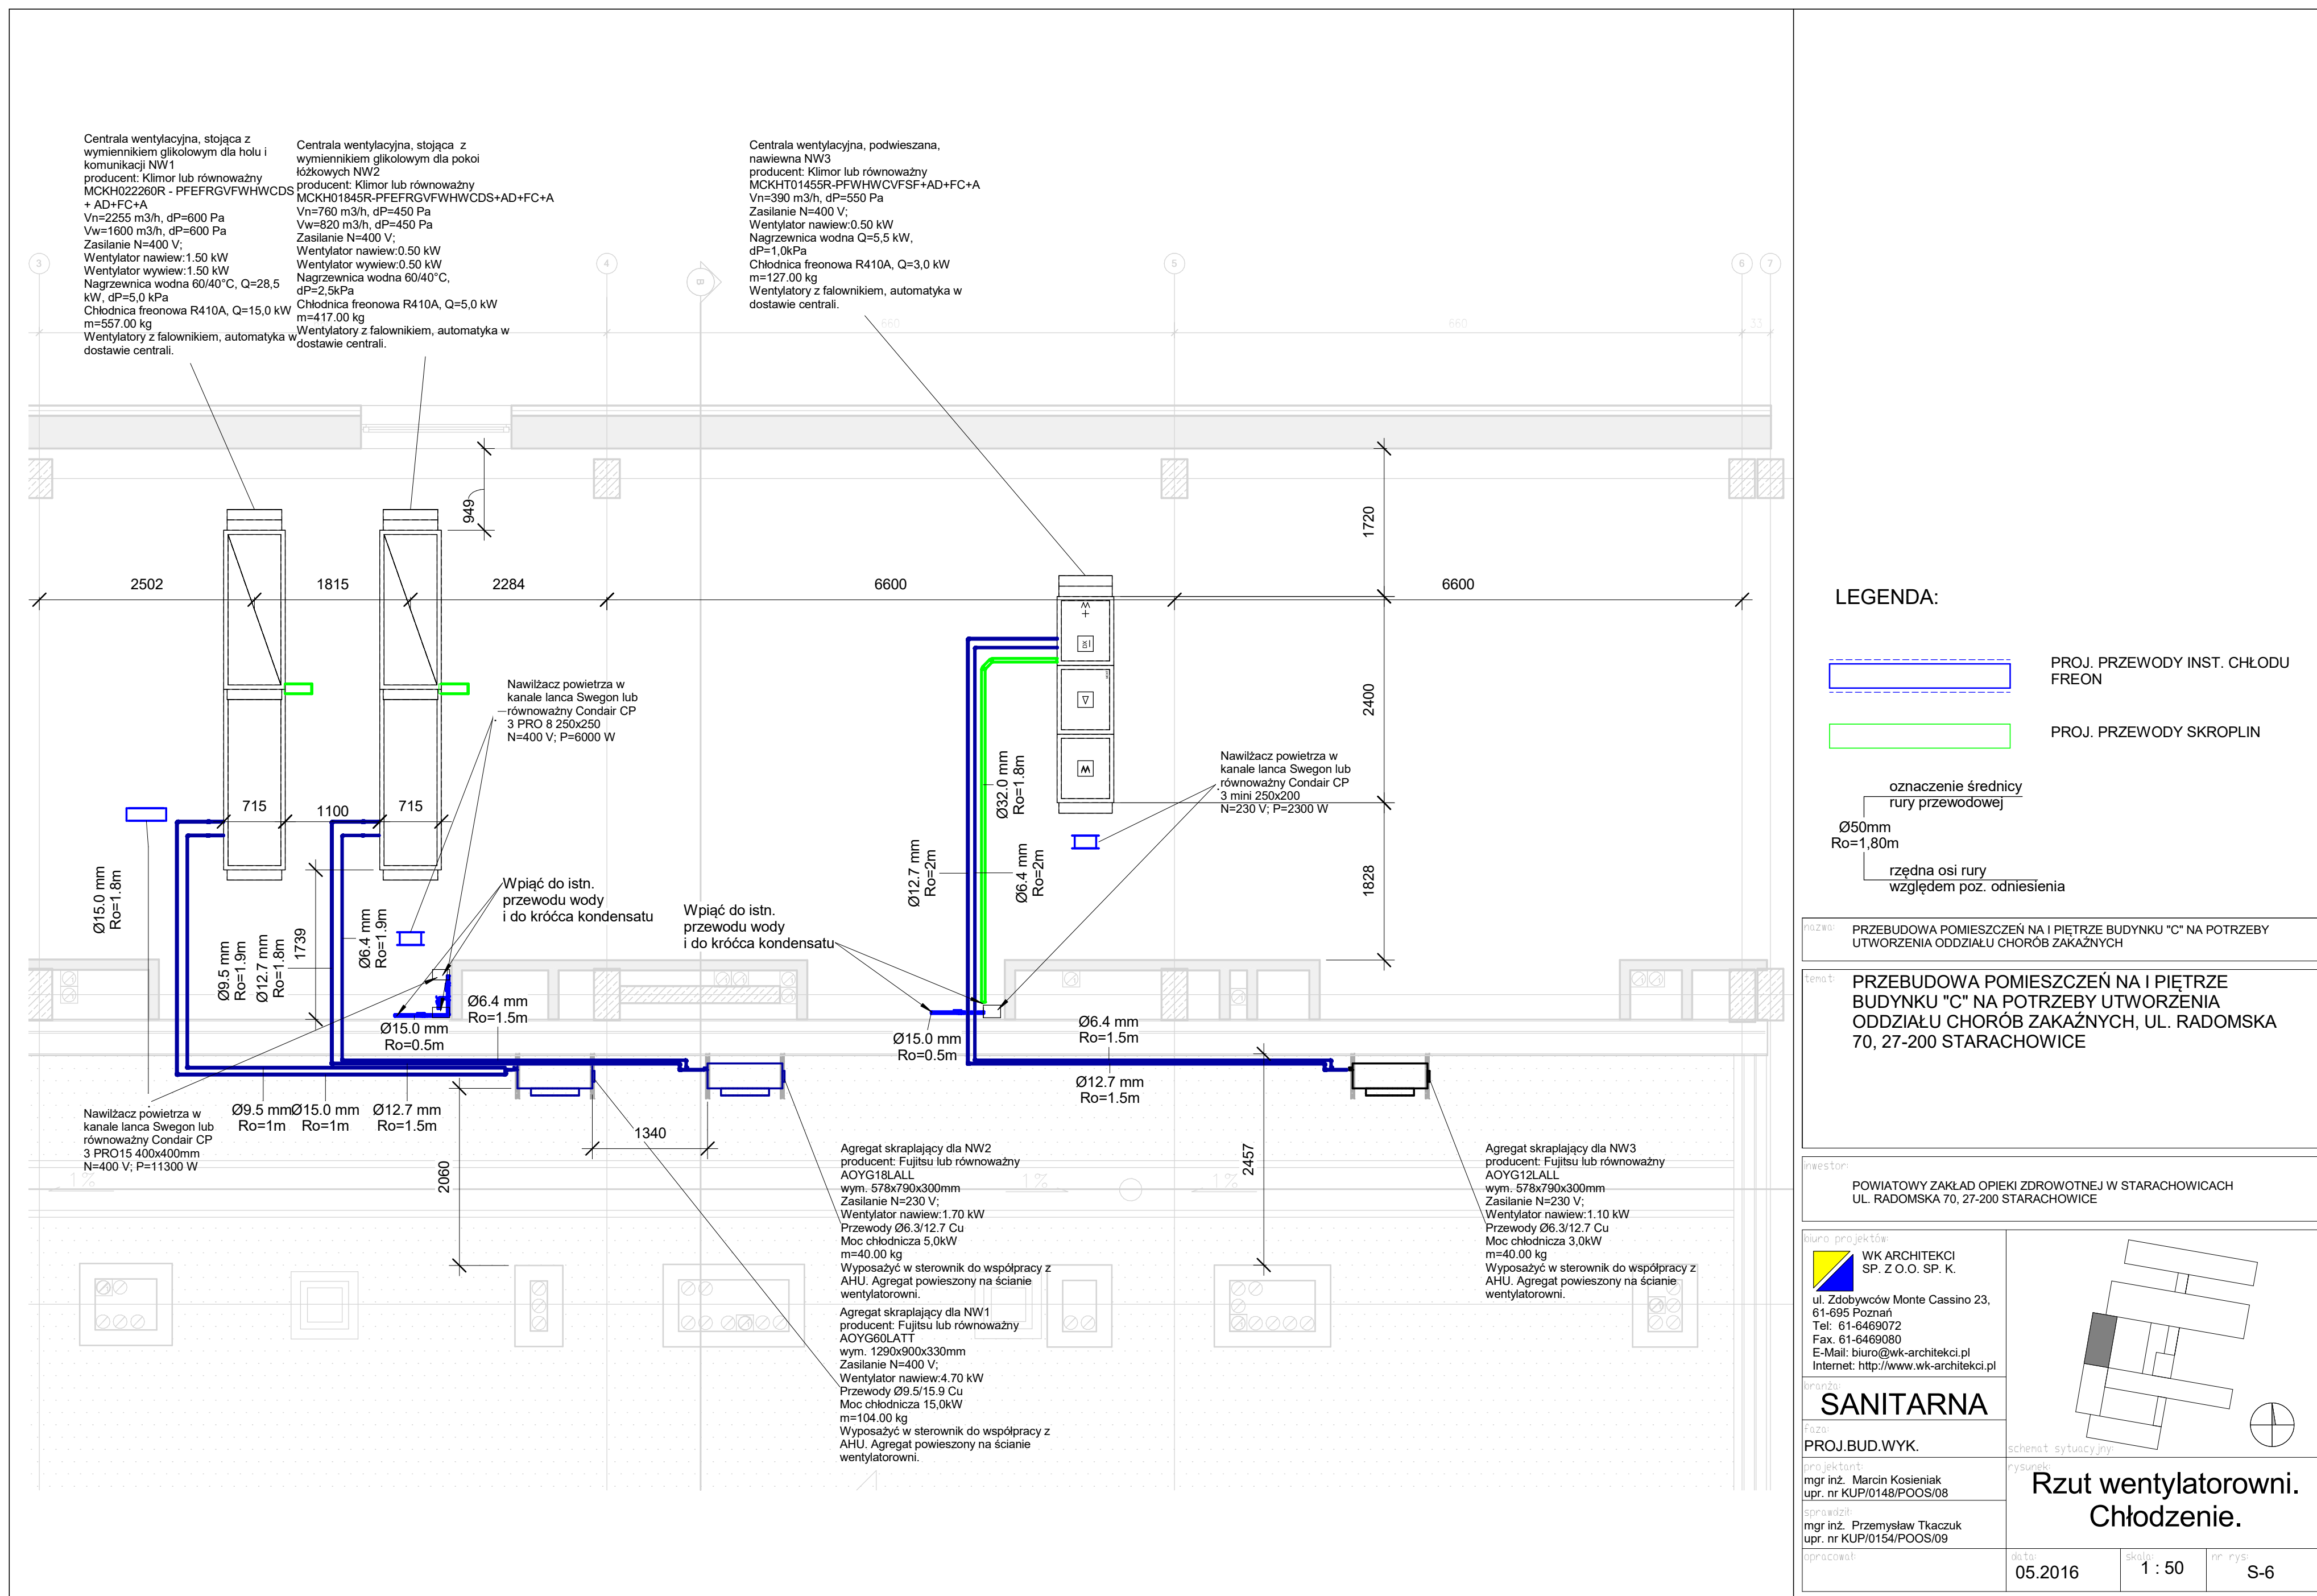 Centrala wentylacyjna, stojąca z
wymiennikiem glikolowym dla holu i
komunikacji NW1
producent: Klimor lub równoważny
MCKH022260R - PFEFRGVFWHWCDS
+ AD+FC+A
Vn=2255 m3/h, dP=600 Pa
Vw=1600 m3/h, dP=600 Pa
Zasilanie N=400 V;
Wentylator nawiew:1.50 kW
Wentylator wywiew:1.50 kW
Nagrzewnica wodna 60/40°C, Q=28,5
kW, dP=5,0 kPa
Chłodnica freonowa R410A, Q=15,0 kW
m=557.00 kg
Wentylatory z falownikiem, automatyka w
dostawie centrali.
Centrala wentylacyjna, stojąca z
wymiennikiem glikolowym dla pokoi
łóżkowych NW2
producent: Klimor lub równoważny
MCKH01845R-PFEFRGVFWHWCDS+AD+FC+A
Vn=760 m3/h, dP=450 Pa
Vw=820 m3/h, dP=450 Pa
Zasilanie N=400 V;
Wentylator nawiew:0.50 kW
Wentylator wywiew:0.50 kW
Nagrzewnica wodna 60/40°C,
dP=2,5kPa
Chłodnica freonowa R410A, Q=5,0 kW
m=417.00 kg
Wentylatory z falownikiem, automatyka w
dostawie centrali.
Centrala wentylacyjna, podwieszana,
nawiewna NW3
producent: Klimor lub równoważny
MCKHT01455R-PFWHWCVFSF+AD+FC+A
Vn=390 m3/h, dP=550 Pa
Zasilanie N=400 V;
Wentylator nawiew:0.50 kW
Nagrzewnica wodna Q=5,5 kW,
dP=1,0kPa
Chłodnica freonowa R410A, Q=3,0 kW
m=127.00 kg
Wentylatory z falownikiem, automatyka w
dostawie centrali.
3
4
B
5
6
7
660
660
33
949
1720
2502
1815
2284
6600
6600
DX
2400
Nawilżacz powietrza w
kanale lanca Swegon lub
równoważny Condair CP
3 PRO 8 250x250
N=400 V; P=6000 W
Nawilżacz powietrza w
kanale lanca Swegon lub
równoważny Condair CP
3 mini 250x200
N=230 V; P=2300 W
715
1100
715
Ø32.0 mm
Ro=1.8m
Ø12.7 mm
Ro=2m
Ø6.4 mm
Ro=2m
1828
Ø15.0 mm
Ro=1.8m
Ø9.5 mm
Ro=1.9m
Ø12.7 mm
Ro=1.8m
1739
Ø6.4 mm
Ro=1.9m
Wpiąć do istn.
przewodu wody
i do króćca kondensatu
Wpiąć do istn.
przewodu wody
i do króćca kondensatu
Ø6.4 mm
Ro=1.5m
Ø15.0 mm
Ro=0.5m
Ø15.0 mm
Ro=0.5m
Ø6.4 mm
Ro=1.5m
Ø12.7 mm
Ro=1.5m
Ø9.5 mm
Ro=1m
Ø15.0 mm
Ro=1m
Ø12.7 mm
Ro=1.5m
Nawilżacz powietrza w
kanale lanca Swegon lub
równoważny Condair CP
3 PRO15 400x400mm
N=400 V; P=11300 W
1340
2060
2457
1%
1%
1%
Agregat skraplający dla NW2
producent: Fujitsu lub równoważny
AOYG18LALL
wym. 578x790x300mm
Zasilanie N=230 V;
Wentylator nawiew:1.70 kW
Przewody Ø6.3/12.7 Cu
Moc chłodnicza 5,0kW
m=40.00 kg
Wyposażyć w sterownik do współpracy z
AHU. Agregat powieszony na ścianie
wentylatorowni.
Agregat skraplający dla NW1
producent: Fujitsu lub równoważny
AOYG60LATT
wym. 1290x900x330mm
Zasilanie N=400 V;
Wentylator nawiew:4.70 kW
Przewody Ø9.5/15.9 Cu
Moc chłodnicza 15,0kW
m=104.00 kg
Wyposażyć w sterownik do współpracy z
AHU. Agregat powieszony na ścianie
wentylatorowni.
Agregat skraplający dla NW3
producent: Fujitsu lub równoważny
AOYG12LALL
wym. 578x790x300mm
Zasilanie N=230 V;
Wentylator nawiew:1.10 kW
Przewody Ø6.3/12.7 Cu
Moc chłodnicza 3,0kW
m=40.00 kg
Wyposażyć w sterownik do współpracy z
AHU. Agregat powieszony na ścianie
wentylatorowni.
LEGENDA:
PROJ. PRZEWODY INST. CHŁODU
FREON
PROJ. PRZEWODY SKROPLIN
oznaczenie średnicy
rury przewodowej
Ø50mm
Ro=1,80m
rzędna osi rury
względem poz. odniesienia
nazwa:
PRZEBUDOWA POMIESZCZEŃ NA I PIĘTRZE BUDYNKU "C" NA POTRZEBY
UTWORZENIA ODDZIAŁU CHORÓB ZAKAŹNYCH
temat:
PRZEBUDOWA POMIESZCZEŃ NA I PIĘTRZE
BUDYNKU "C" NA POTRZEBY UTWORZENIA
ODDZIAŁU CHORÓB ZAKAŹNYCH, UL. RADOMSKA
70, 27-200 STARACHOWICE
inwestor:
POWIATOWY ZAKŁAD OPIEKI ZDROWOTNEJ W STARACHOWICACH
UL. RADOMSKA 70, 27-200 STARACHOWICE
biuro projektów:
WK ARCHITEKCI
SP. Z O.O. SP. K.
ul. Zdobywców Monte Cassino 23,
61-695 Poznań
Tel: 61-6469072
Fax. 61-6469080
E-Mail: biuro@wk-architekci.pl
Internet: http://www.wk-architekci.pl
branża:
SANITARNA
faza:
PROJ.BUD.WYK.
schemat sytuacyjny:
projektant:
mgr inż. Marcin Kosieniak
upr. nr KUP/0148/POOS/08
rysunek:
Rzut wentylatorowni.
Chłodzenie.
sprawdził:
mgr inż. Przemysław Tkaczuk
upr. nr KUP/0154/POOS/09
opracował:
data:
05.2016
skala:
1 : 50
nr rys:
S-6